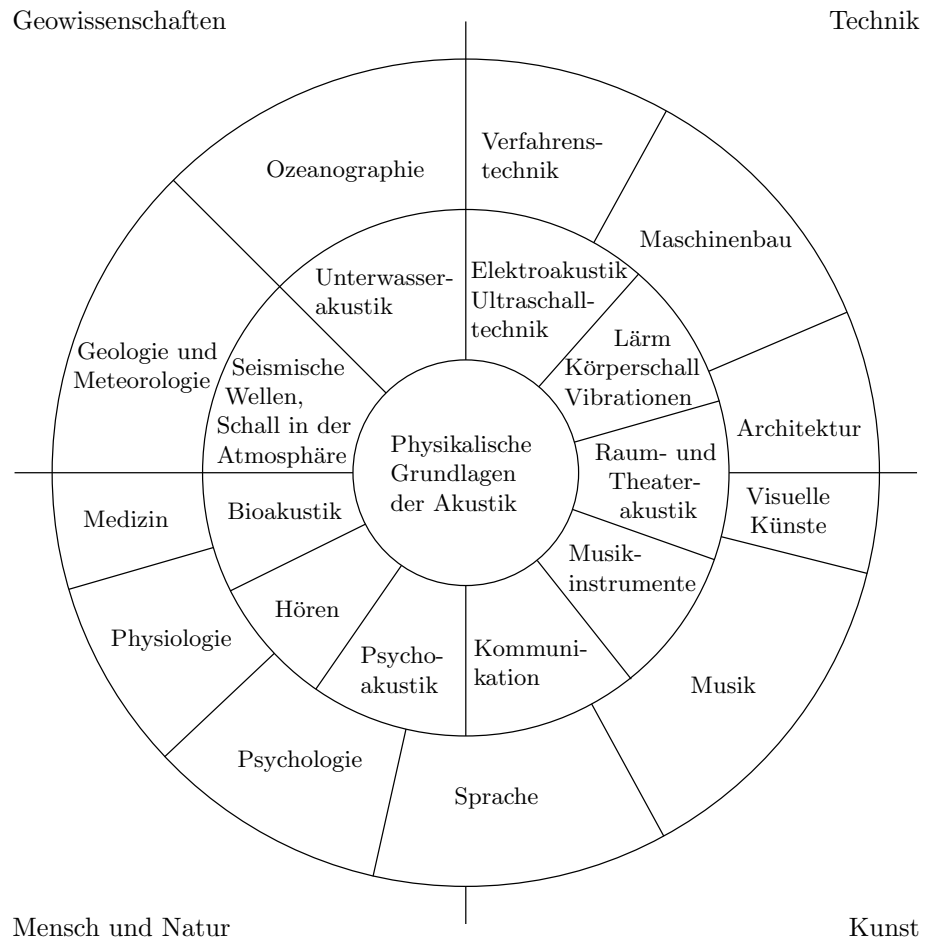 Geowissenschaften
Technik
Verfahrens-
technik
Ozeanographie
Maschinenbau
Unterwasser-
akustik
Elektroakustik
Ultraschall-
technik
Lärm
Körperschall
Vibrationen
Geologie und
Meteorologie
Seismische
Wellen,
Schall in der
Atmosphäre
Architektur
Physikalische
Grundlagen
der Akustik
Raum- und
Theater-
akustik
Visuelle
Künste
Medizin
Bioakustik
Musik-
instrumente
Hören
Physiologie
Psycho-
akustik
Kommuni-
kation
Musik
Psychologie
Sprache
Mensch und Natur
Kunst